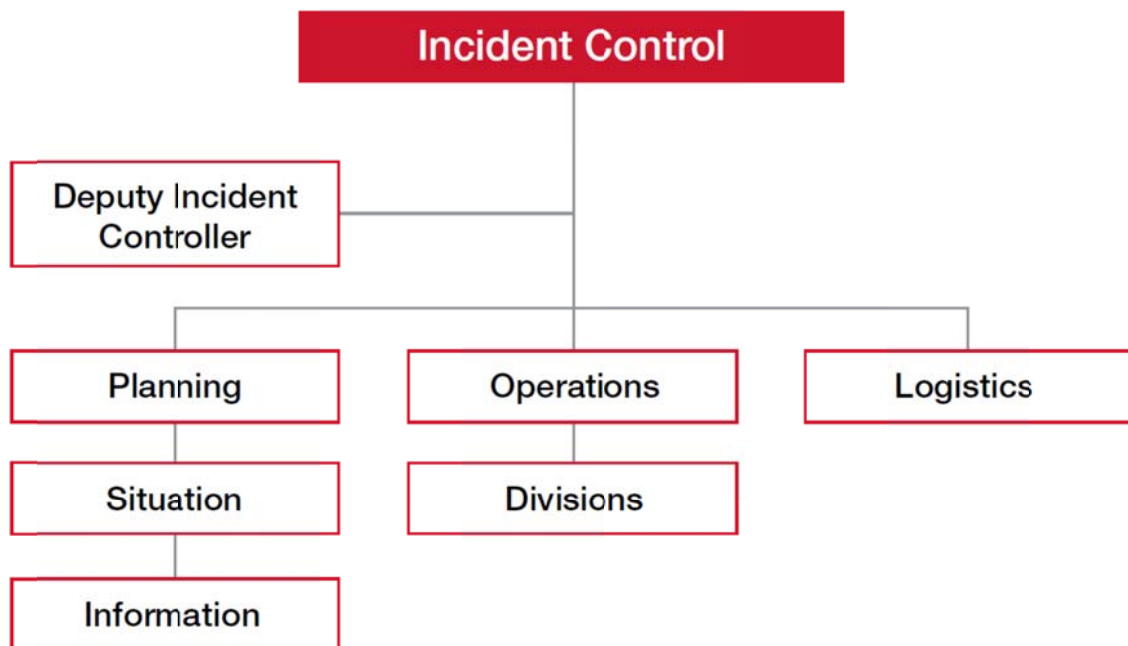 Incident Control
Deputy Incident
Controller
Planning
Operations
Logistics
Situation
Divisions
Information